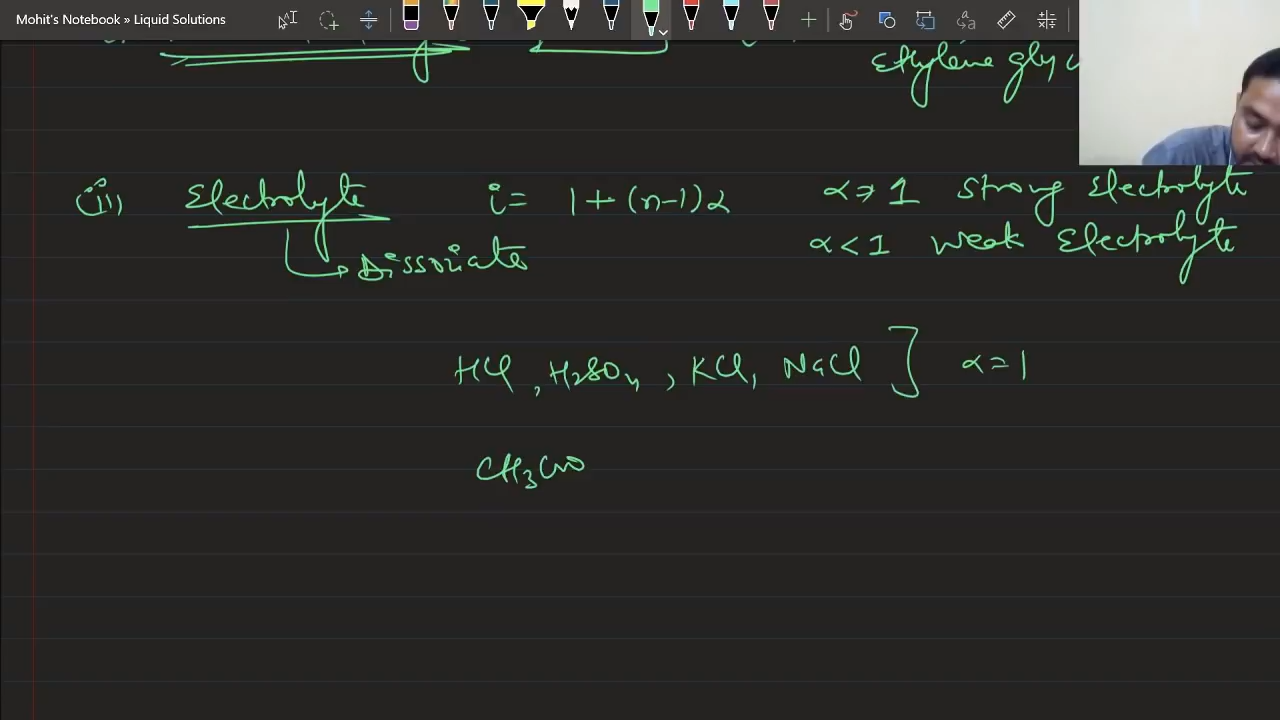 Mohit's Notebook » Liquid Solutions
Ethylene gly
(ii) Electrolyte i = 1+(n-1)α α → 1 Strong Electrolyte
Dissociate α < 1 Weak Electrolyte
HCl, H2SO4, KCl, NaCl ] α = 1
CH3COO